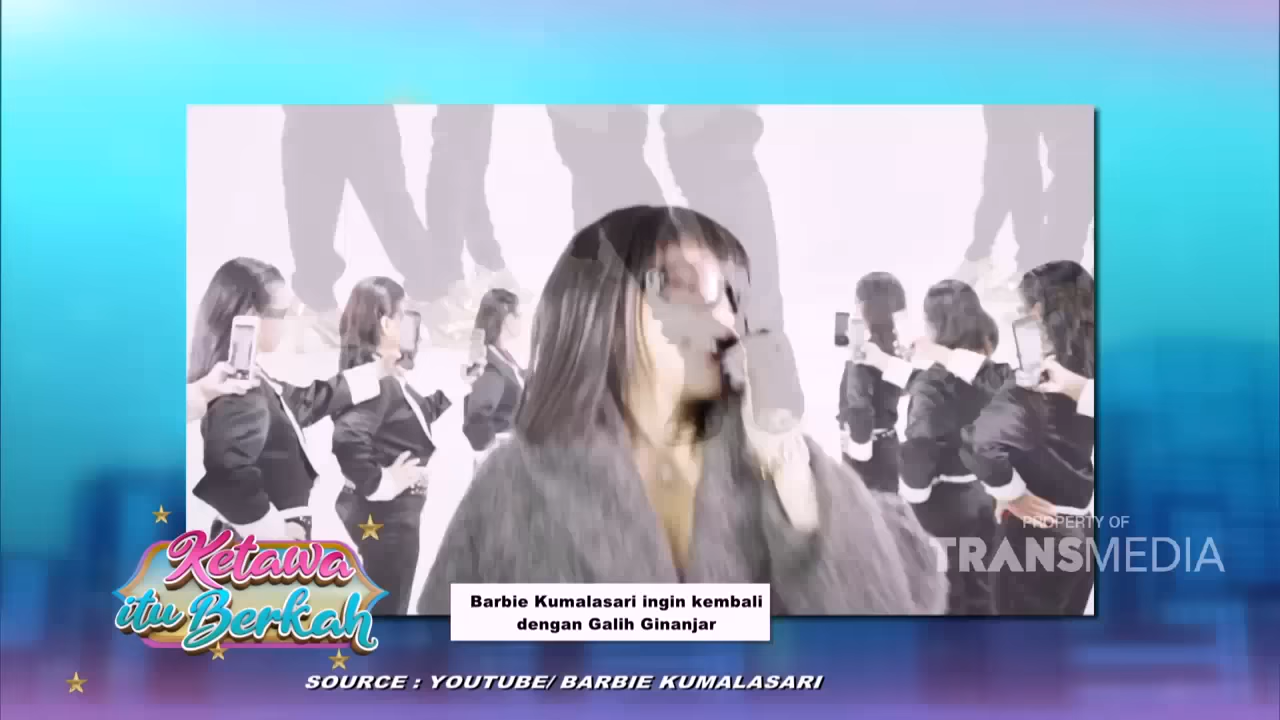 PROPERTY OF
TRANSMEDIA
Ketawa
itu Berkah
Barbie Kumalasari ingin kembali
dengan Galih Ginanjar
SOURCE : YOUTUBE/ BARBIE KUMALASARI